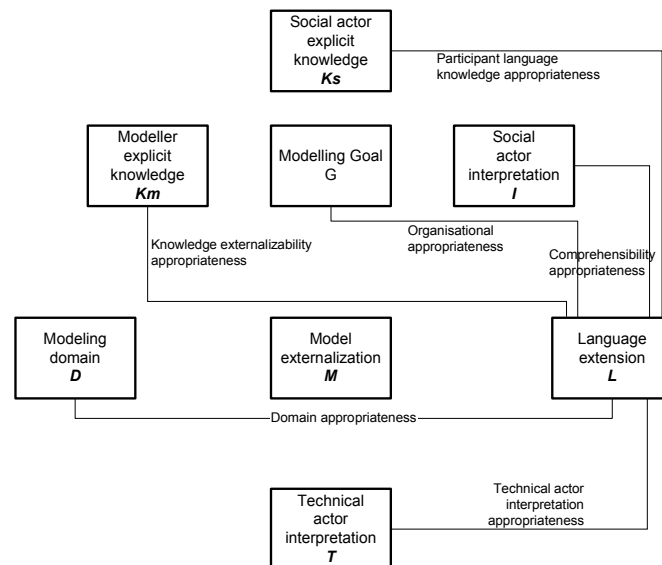 Social actor
explicit
knowledge
Ks
Participant language
knowledge appropriateness
Modeller
explicit
knowledge
Km
Modelling Goal
G
Social
actor
interpretation
I
Knowledge externalizability
appropriateness
Organisational
appropriateness
Comprehensibility
appropriateness
Modeling
domain
D
Model
externalization
M
Language
extension
L
Domain appropriateness
Technical
actor
interpretation
T
Technical actor
interpretation
appropriateness